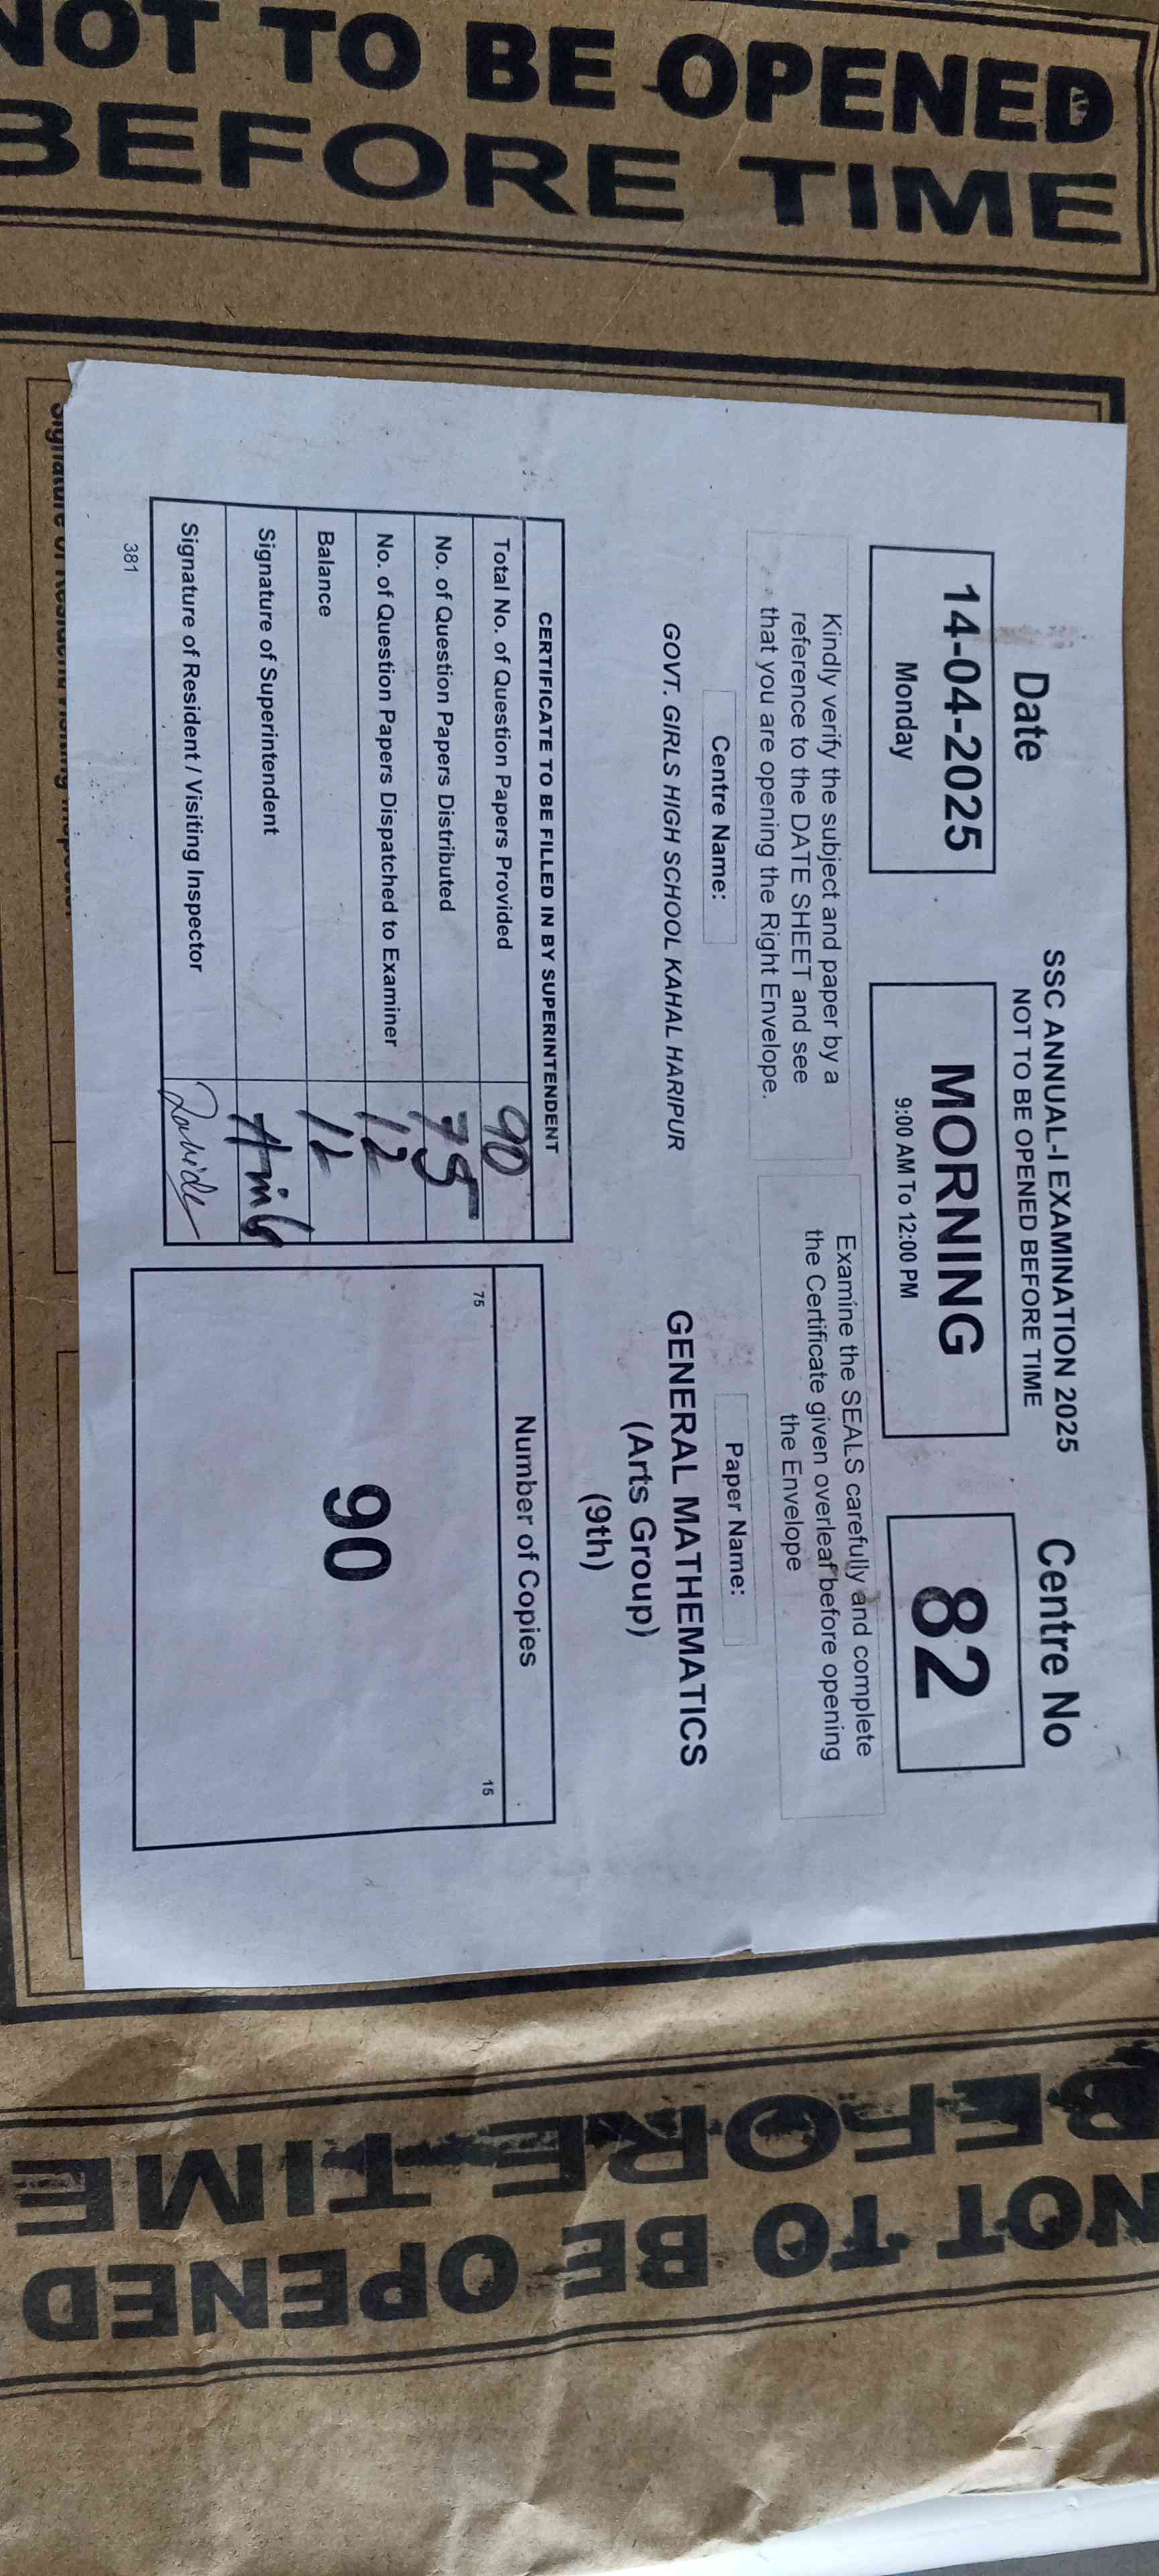 NOT TO BE OPENED
BEFORE TIME
SSC ANNUAL-I EXAMINATION 2025
NOT TO BE OPENED BEFORE TIME
Date
Centre No
14-04-2025
Monday
MORNING
9:00 AM To 12:00 PM
82
Kindly verify the subject and paper by a
reference to the DATE SHEET and see
that you are opening the Right Envelope.
Examine the SEALS carefully and complete
the Certificate given overleaf before opening
the Envelope
Centre Name:
Paper Name:
GOVT. GIRLS HIGH SCHOOL KAHAL HARIPUR
GENERAL MATHEMATICS
(Arts Group)
(9th)
CERTIFICATE TO BE FILLED IN BY SUPERINTENDENT
Total No. of Question Papers Provided 90
No. of Question Papers Distributed 75
No. of Question Papers Dispatched to Examiner 12
Balance
Signature of Superintendent
Signature of Resident / Visiting Inspector
381
Number of Copies
75
15
90
NOT TO BE OPENED
BEFORE TIME